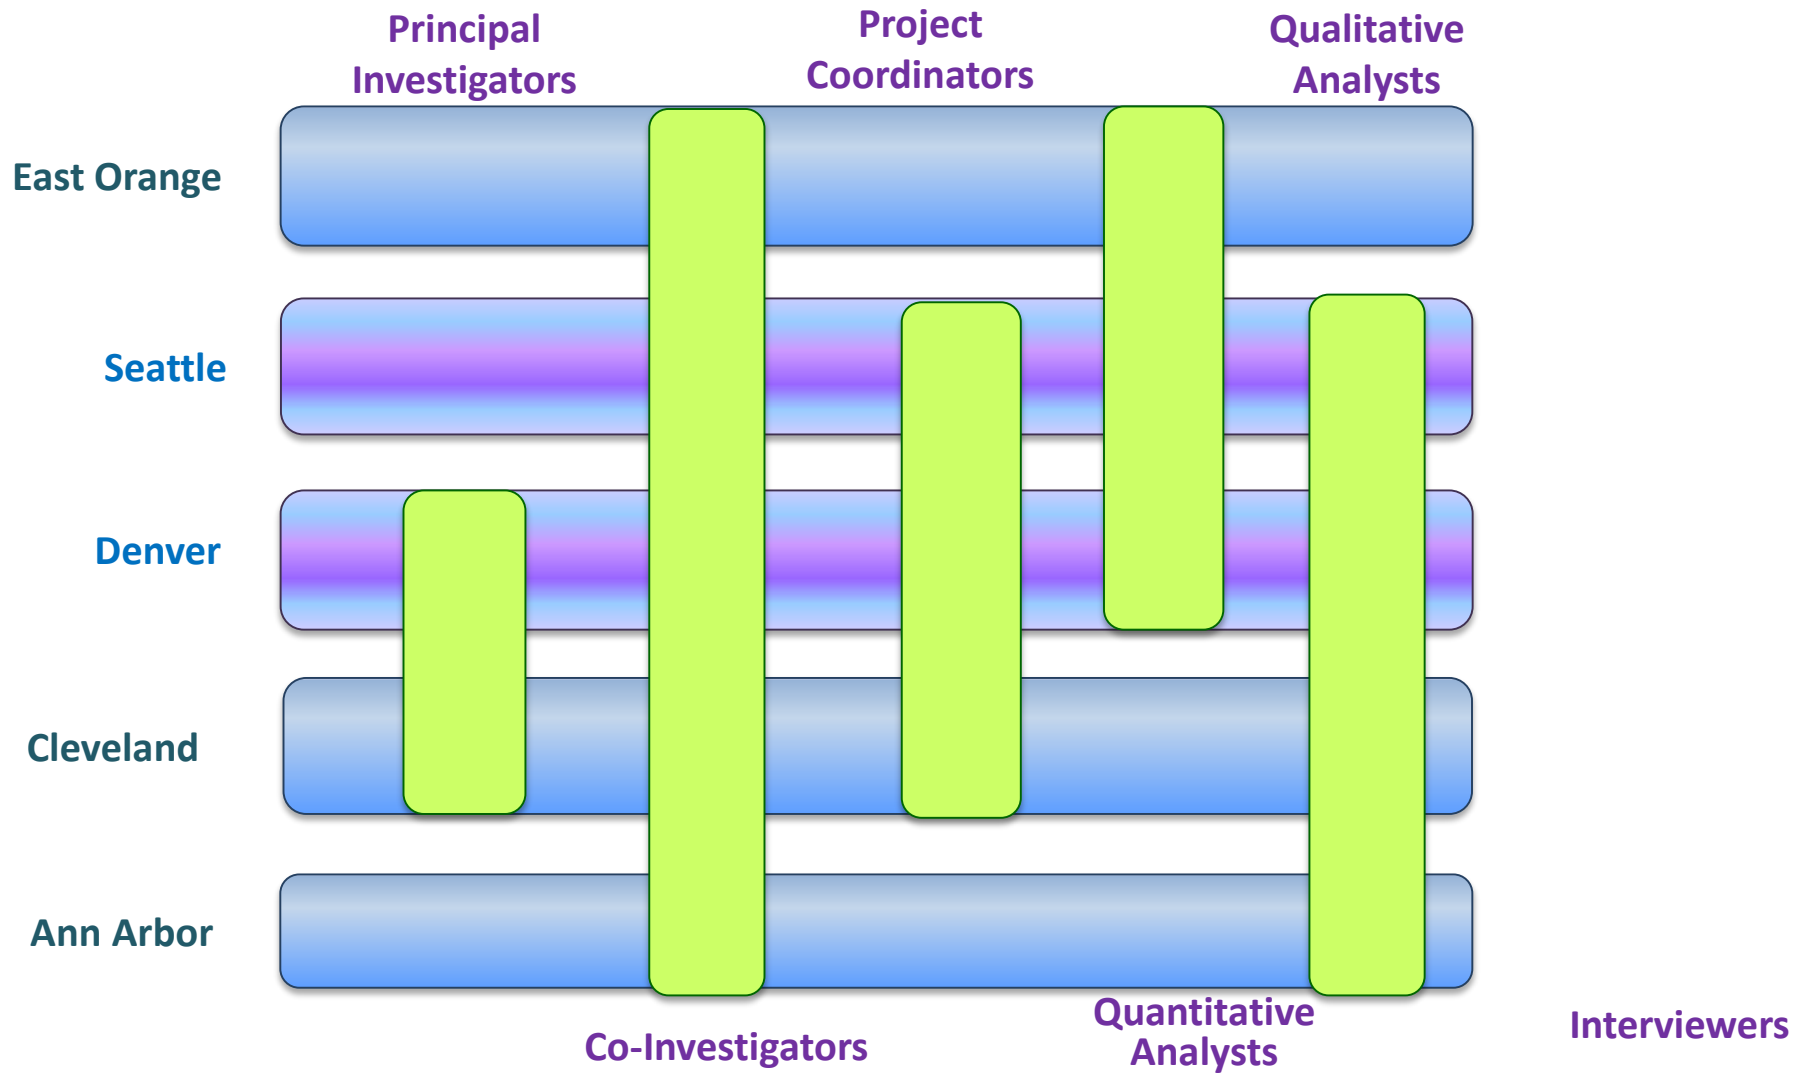 Principal
Investigators
Project
Coordinators
Qualitative
Analysts
East Orange
Seattle
Denver
Cleveland
Ann Arbor
Co-Investigators
Quantitative
Analysts
Interviewers